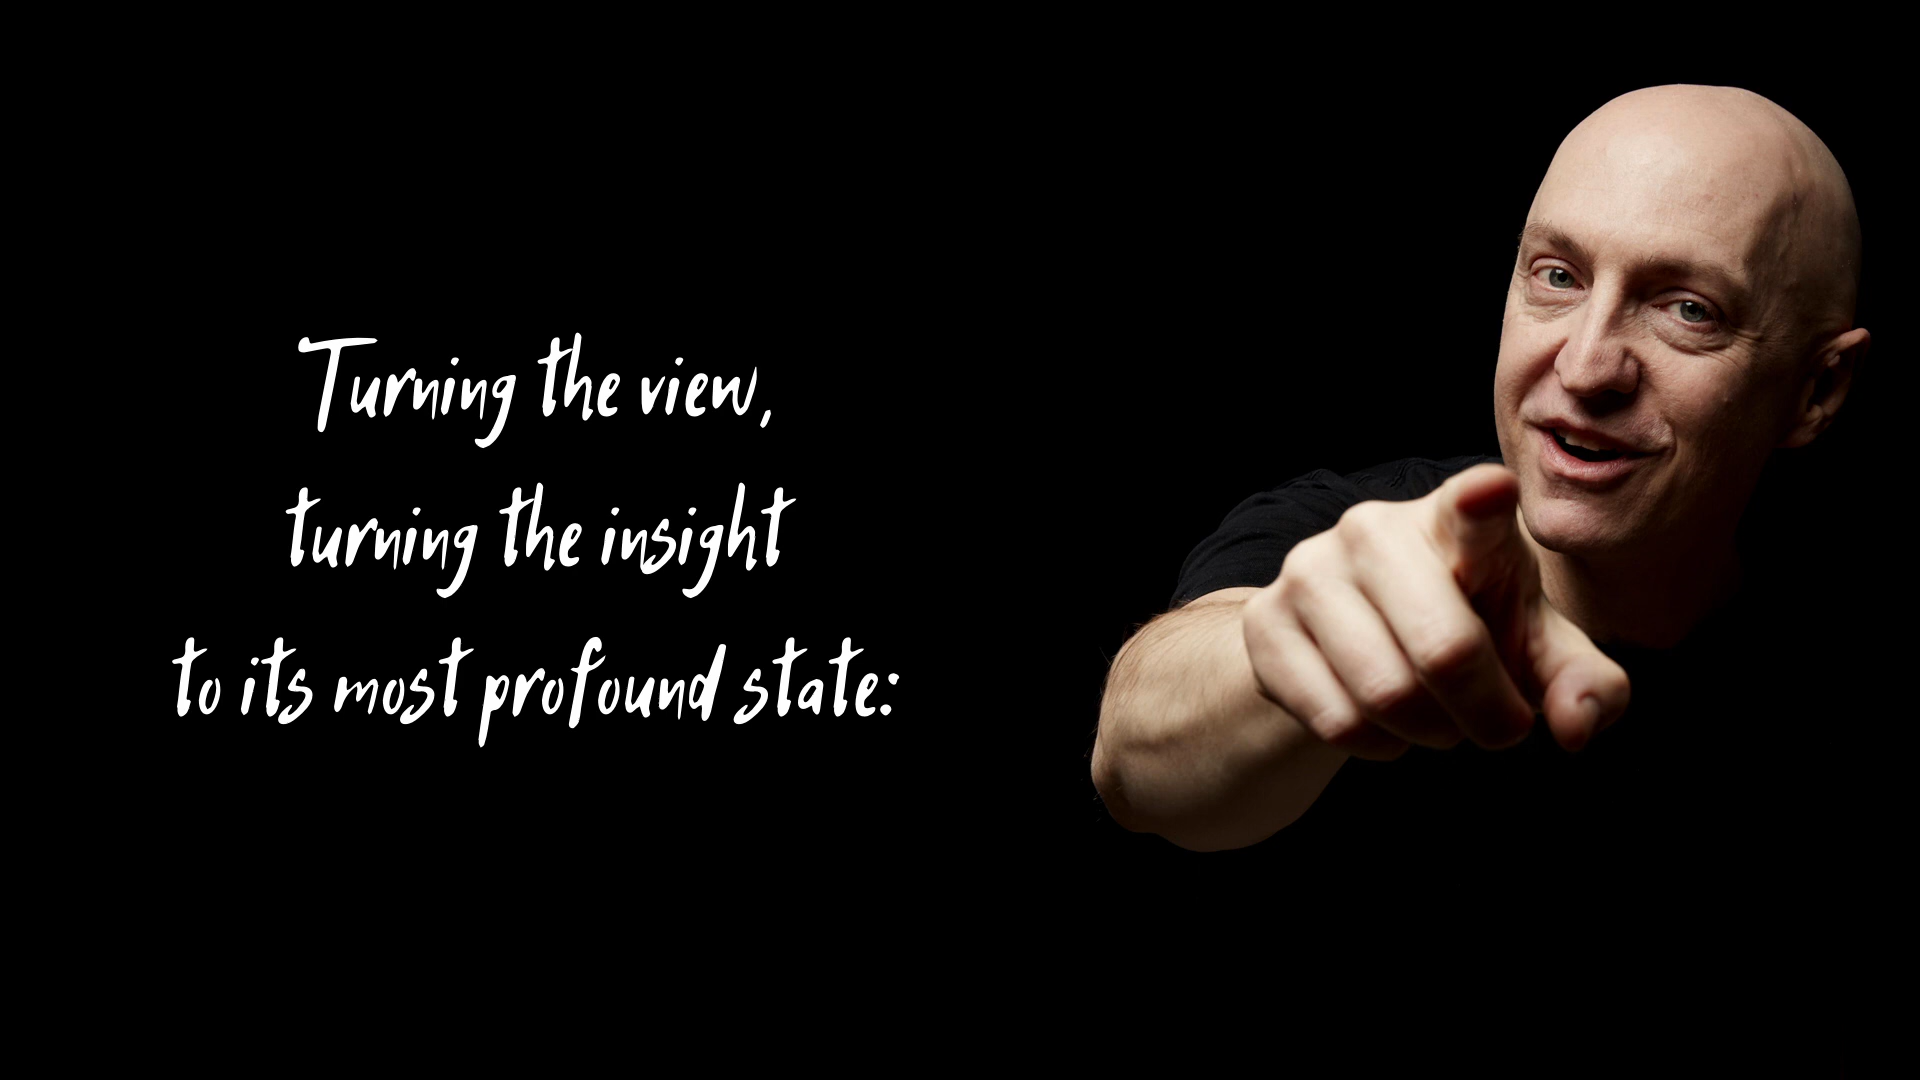 Turning the view,
turning the insight
to its most profound state: